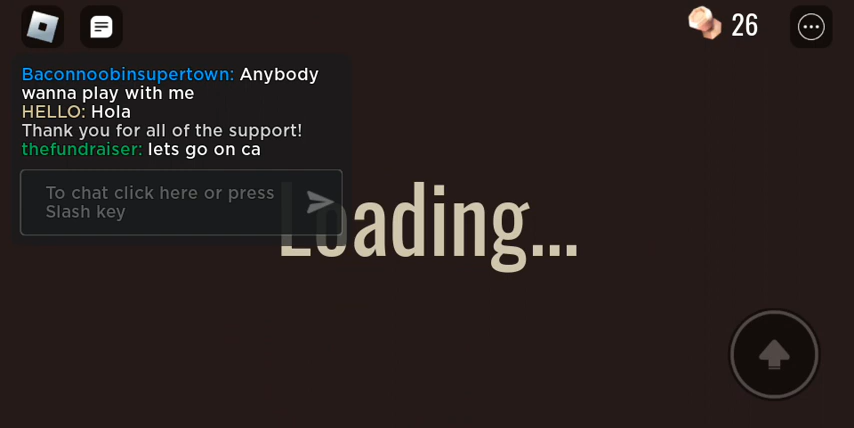 26
Baconnoobinsupertown: Anybody
wanna play with me
HELLO: Hola
Thank you for all of the support!
thefundraiser: lets go on ca
To chat click here or press
Slash key
Loading...